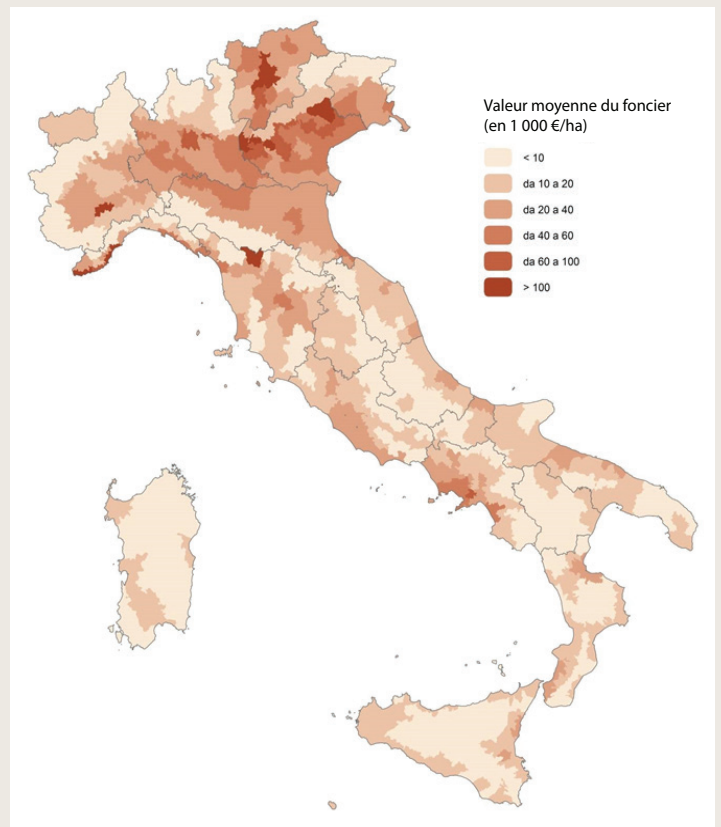 Valeur moyenne du foncier
(en 1 000 €/ha)
< 10
da 10 a 20
da 20 a 40
da 40 a 60
da 60 a 100
> 100